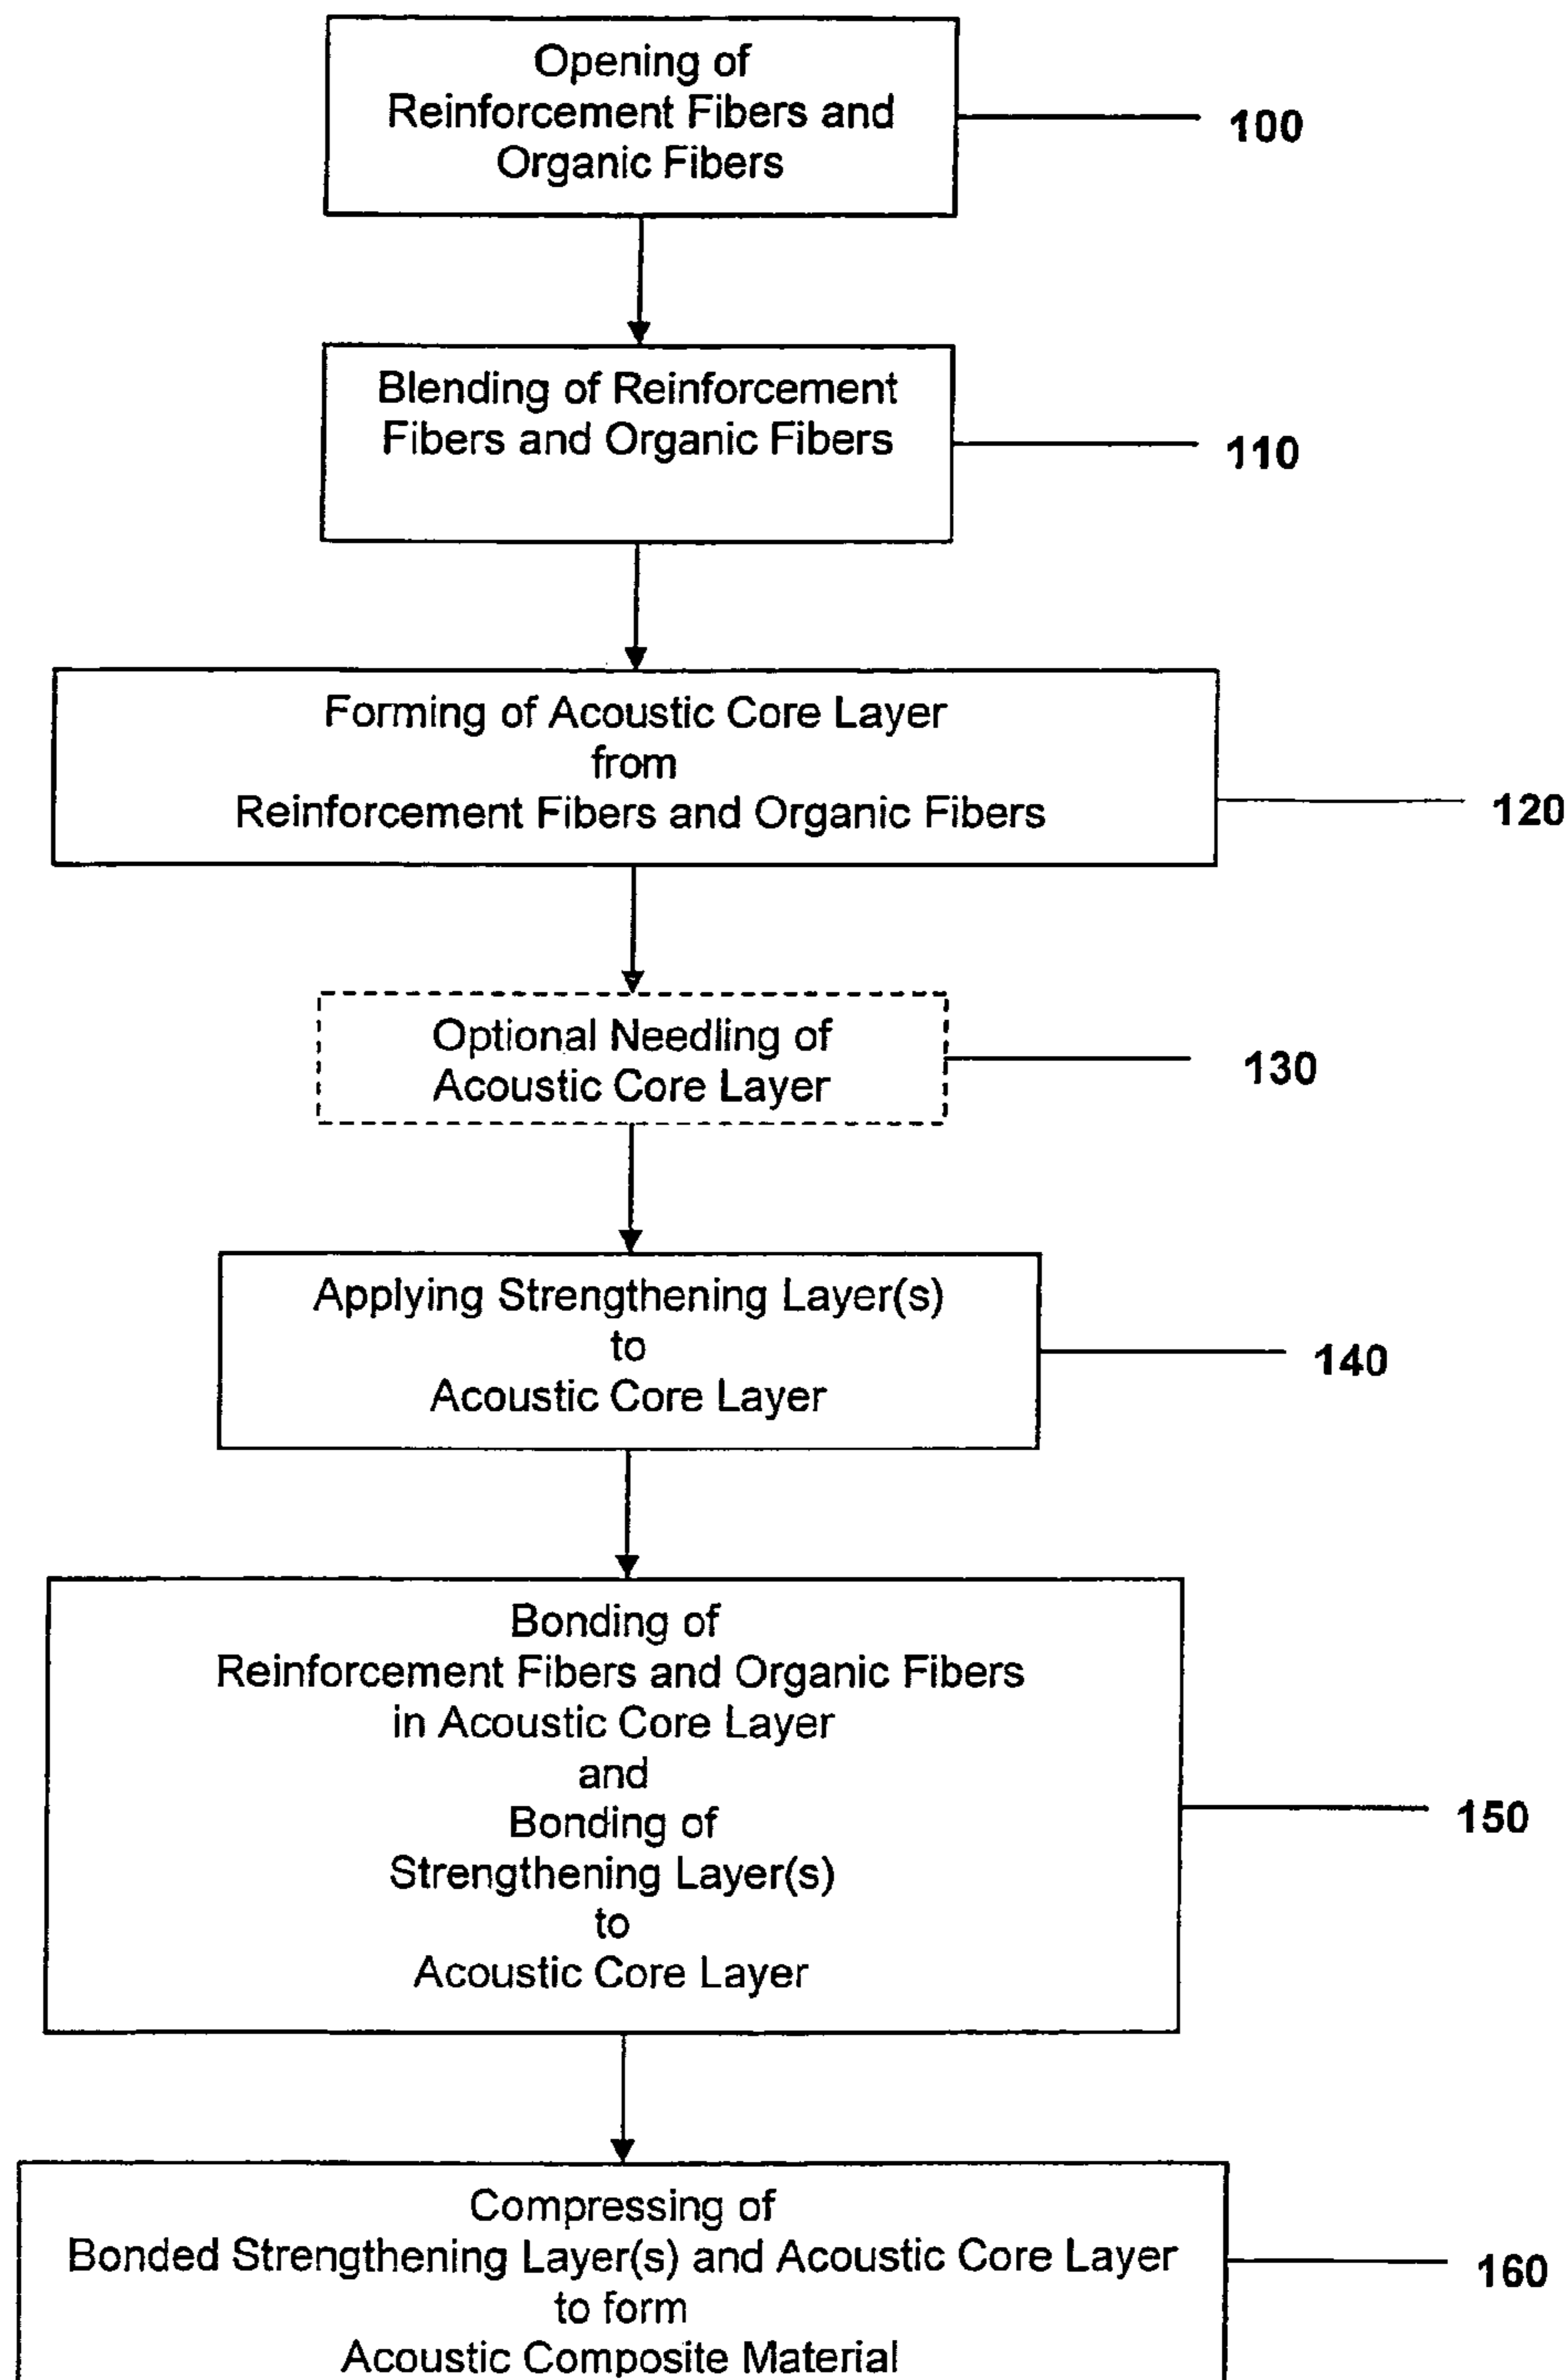 Opening of
Reinforcement Fibers and
Organic Fibers
100
Blending of Reinforcement
Fibers and Organic Fibers
110
Forming of Acoustic Core Layer
from
Reinforcement Fibers and Organic Fibers
120
Optional Needling of
Acoustic Core Layer
130
Applying Strengthening Layer(s)
to
Acoustic Core Layer
140
Bonding of
Reinforcement Fibers and Organic Fibers
in Acoustic Core Layer
and
Bonding of
Strengthening Layer(s)
to
Acoustic Core Layer
150
Compressing of
Bonded Strengthening Layer(s) and Acoustic Core Layer
to form
Acoustic Composite Material
160